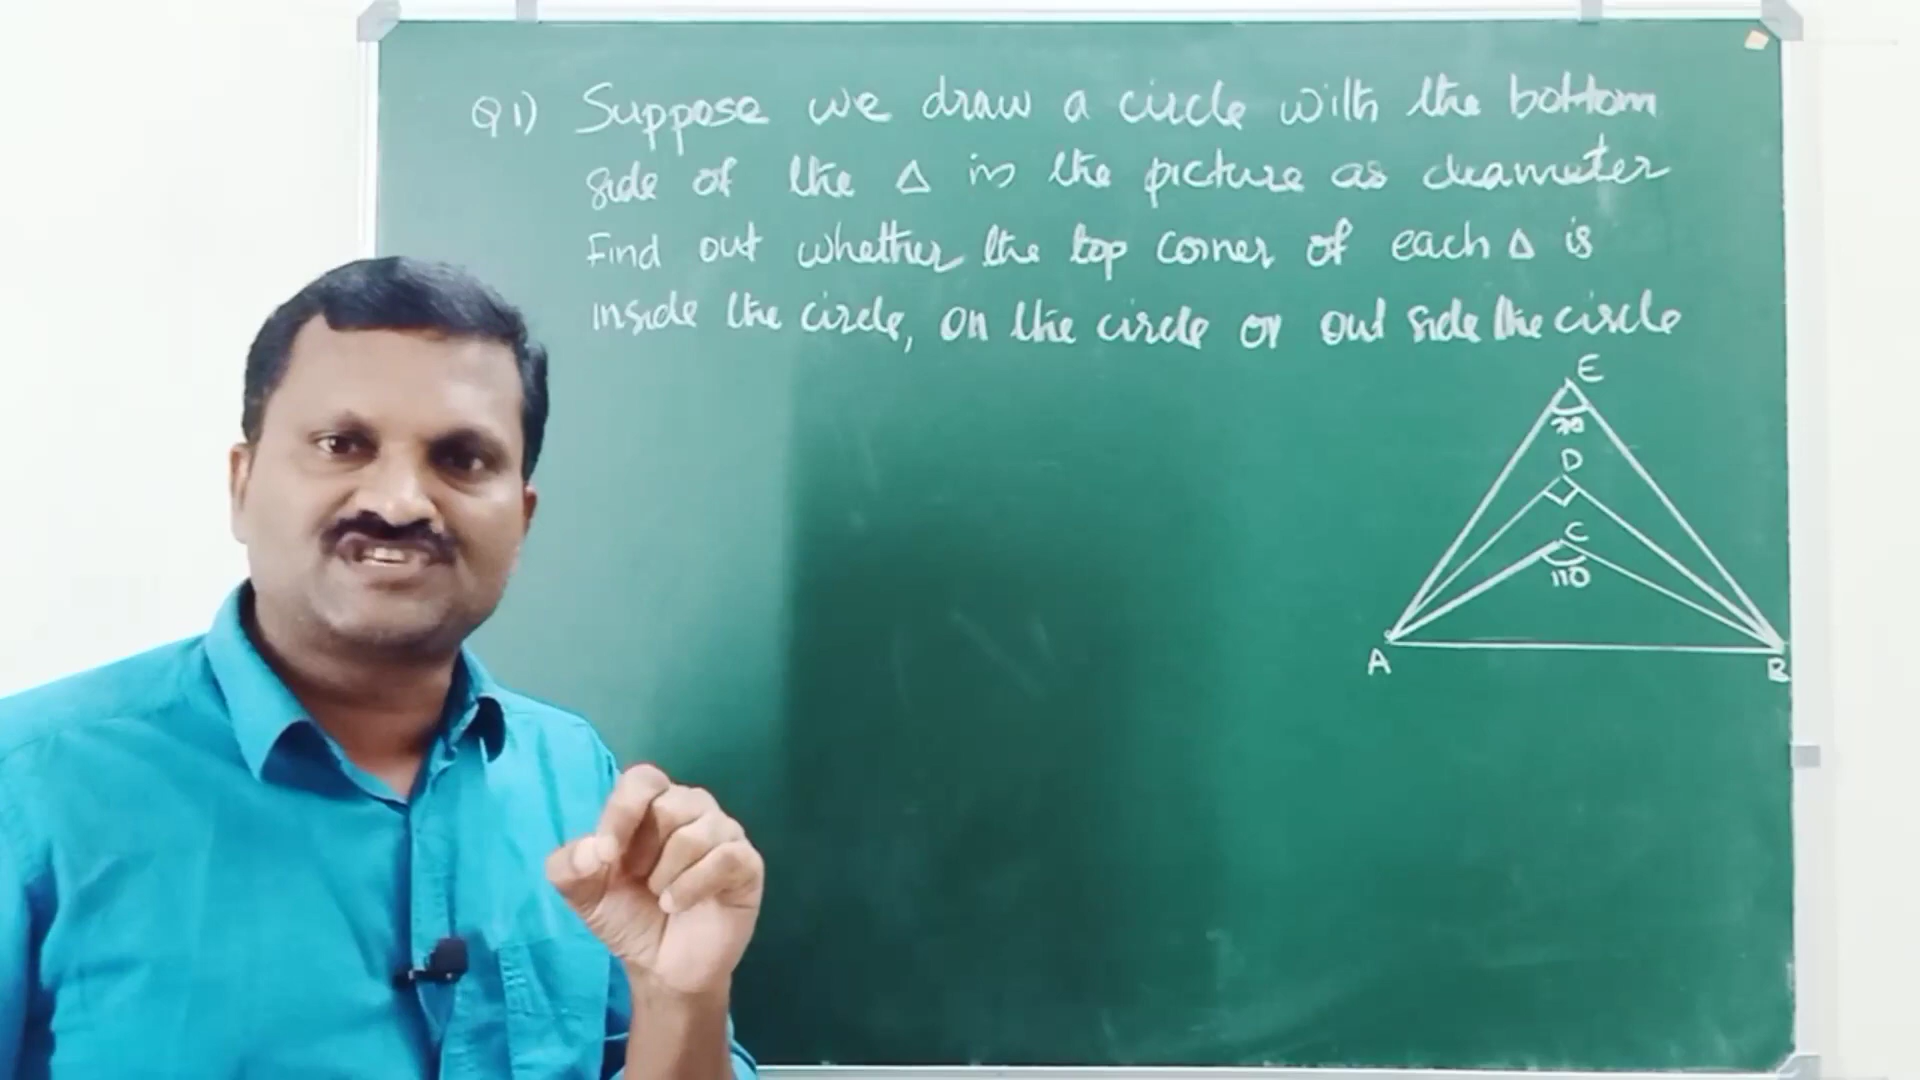 Q1) Suppose we draw a circle with the bottom
side of the Δ in the picture as diameter
Find out whether the top corner of each Δ is
inside the circle, on the circle or out side the circle
E
70
D
C
110
A B